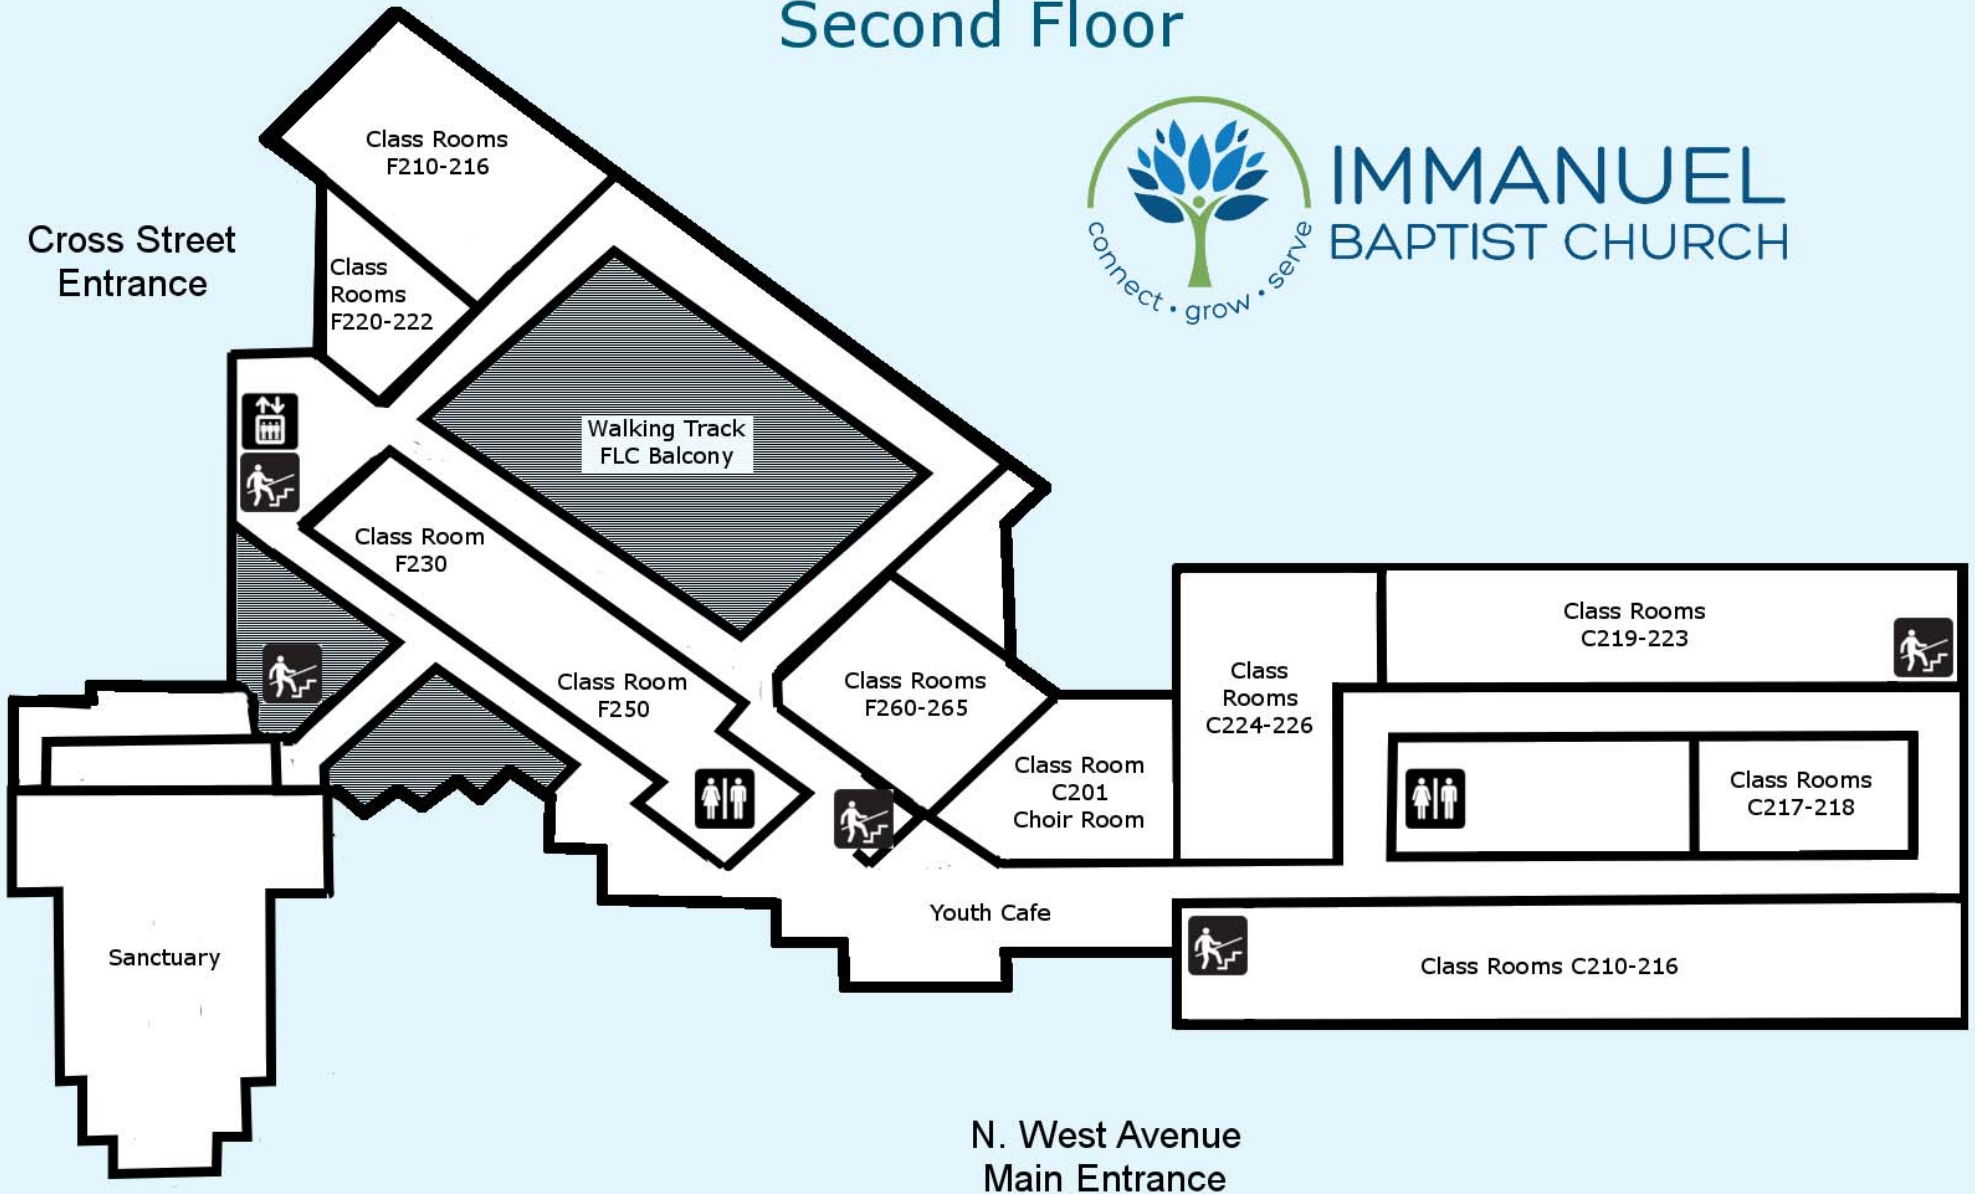 Second Floor
connect • grow • serve
IMMANUEL
BAPTIST CHURCH
Class Rooms
F210-216
Cross Street
Entrance
Class
Rooms
F220-222
Walking Track
FLC Balcony
Class Room
F230
Class Room
F250
Class Rooms
F260-265
Class Room
C201
Choir Room
Class
Rooms
C224-226
Class Rooms
C219-223
Class Rooms
C217-218
Youth Cafe
Class Rooms C210-216
Sanctuary
N. West Avenue
Main Entrance